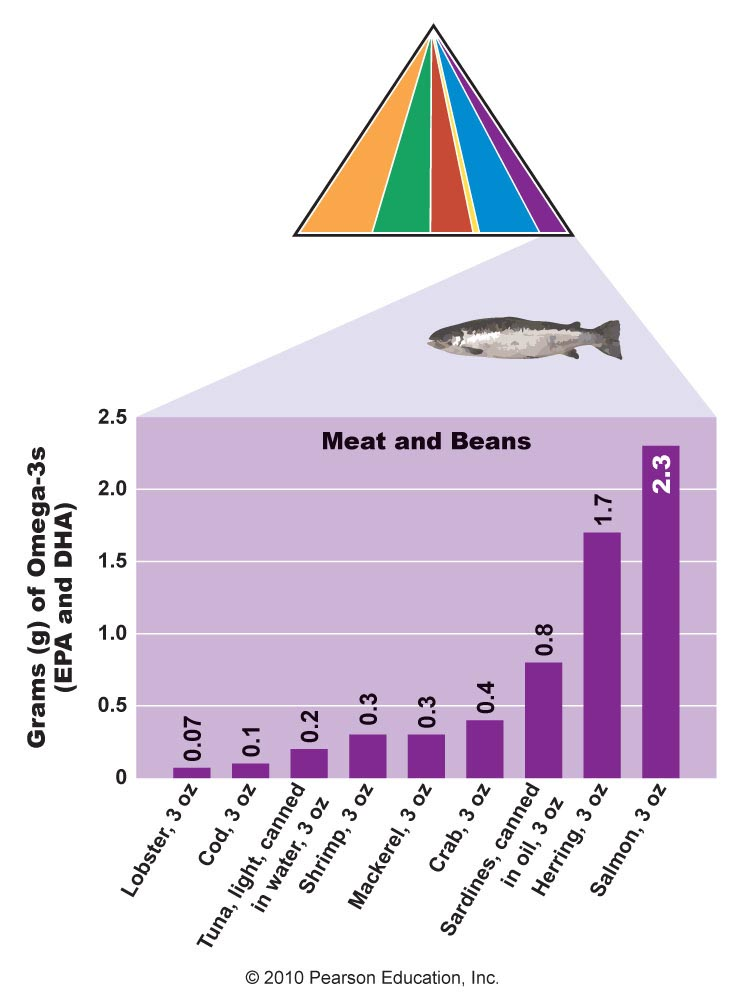 Meat and Beans
Grams (g) of Omega-3s
(EPA and DHA)
2.5
2.0
1.5
1.0
0.5
0
0.07
0.1
0.2
0.3
0.3
0.4
0.8
1.7
2.3
Lobster, 3 oz
Cod, 3 oz
Tuna, light, canned
in water, 3 oz
Shrimp, 3 oz
Mackerel, 3 oz
Crab, 3 oz
Sardines, canned
in oil, 3 oz
Herring, 3 oz
Salmon, 3 oz
© 2010 Pearson Education, Inc.